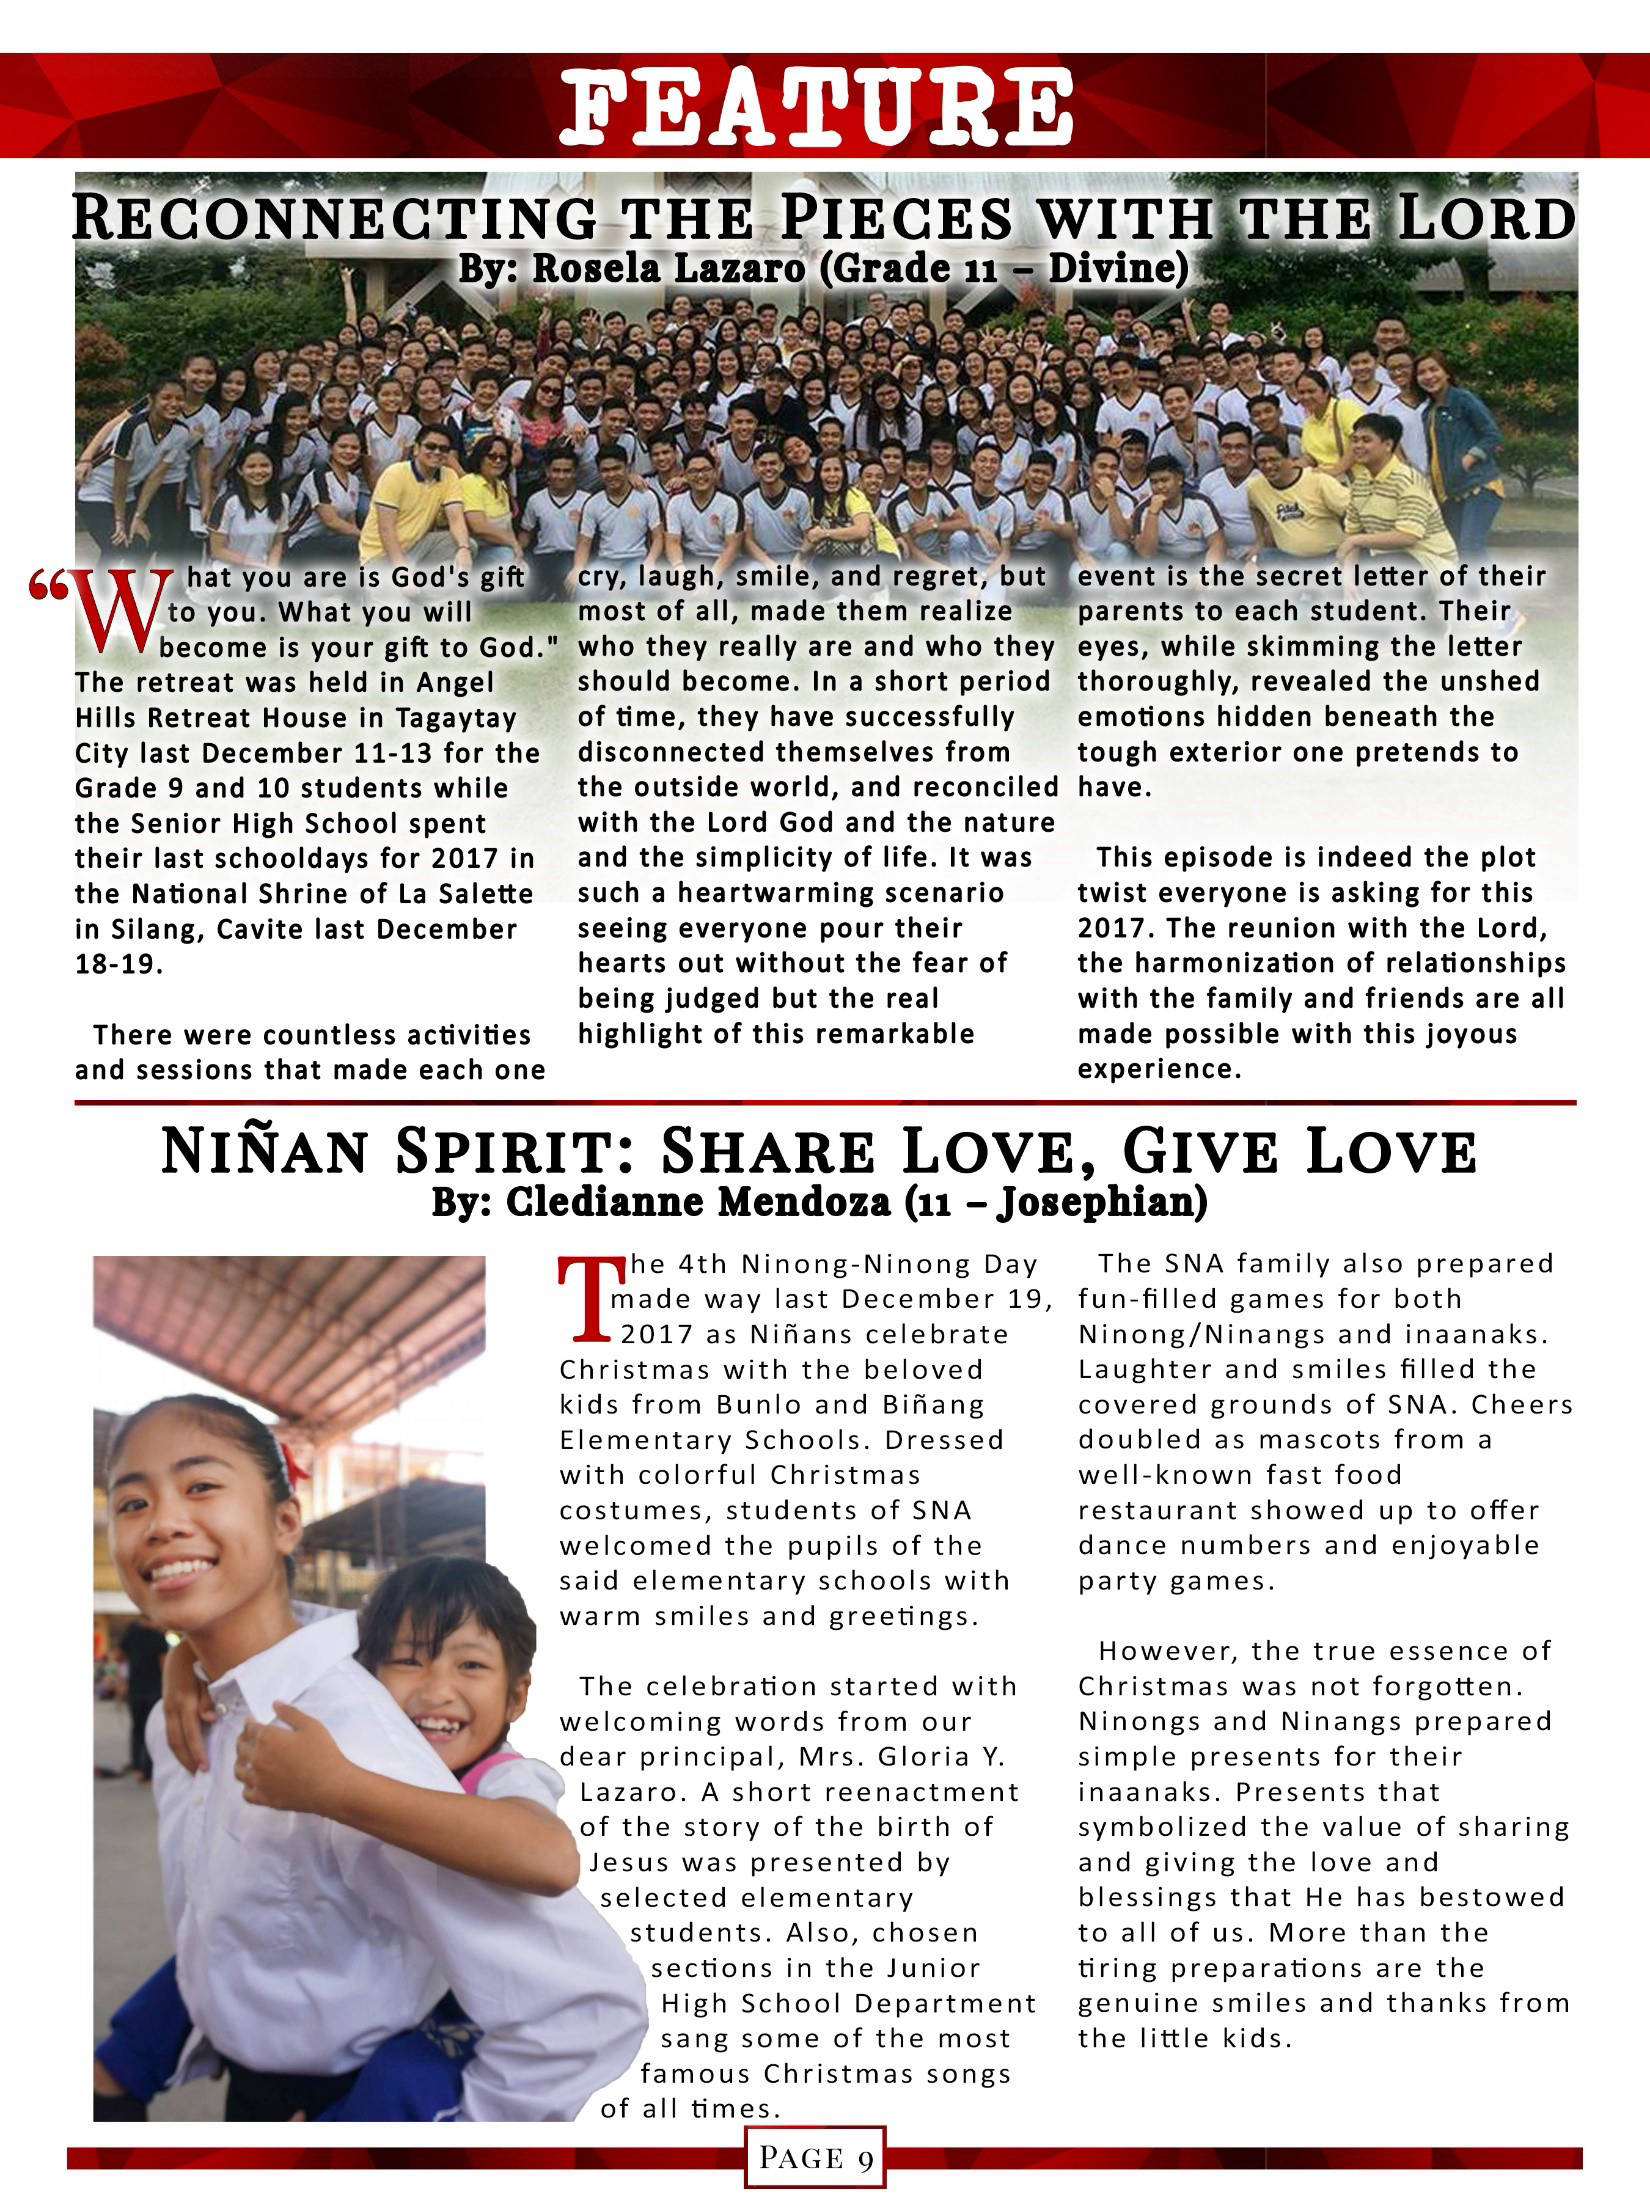 FEATURE
RECONNECTING THE PIECES WITH THE LORD
By: Rosela Lazaro (Grade 11 – Divine)
“What you are is God's gift
to you. What you will
become is your gift to God."
The retreat was held in Angel
Hills Retreat House in Tagaytay
City last December 11-13 for the
Grade 9 and 10 students while
the Senior High School spent
their last schooldays for 2017 in
the National Shrine of La Salette
in Silang, Cavite last December
18-19.
There were countless activities
and sessions that made each one
cry, laugh, smile, and regret, but
most of all, made them realize
who they really are and who they
should become. In a short period
of time, they have successfully
disconnected themselves from
the outside world, and reconciled
with the Lord God and the nature
and the simplicity of life. It was
such a heartwarming scenario
seeing everyone pour their
hearts out without the fear of
being judged but the real
highlight of this remarkable
event is the secret letter of their
parents to each student. Their
eyes, while skimming the letter
thoroughly, revealed the unshed
emotions hidden beneath the
tough exterior one pretends to
have.
This episode is indeed the plot
twist everyone is asking for this
2017. The reunion with the Lord,
the harmonization of relationships
with the family and friends are all
made possible with this joyous
experience.
NIÑAN SPIRIT: SHARE LOVE, GIVE LOVE
By: Cledianne Mendoza (11 – Josephian)
The 4th Ninong-Ninong Day
made way last December 19,
2017 as Niñans celebrate
Christmas with the beloved
kids from Bunlo and Biñang
Elementary Schools. Dressed
with colorful Christmas
costumes, students of SNA
welcomed the pupils of the
said elementary schools with
warm smiles and greetings.
The celebration started with
welcoming words from our
dear principal, Mrs. Gloria Y.
Lazaro. A short reenactment
of the story of the birth of
Jesus was presented by
selected elementary
students. Also, chosen
sections in the Junior
High School Department
sang some of the most
famous Christmas songs
of all times.
The SNA family also prepared
fun-filled games for both
Ninong/Ninangs and inaanaks.
Laughter and smiles filled the
covered grounds of SNA. Cheers
doubled as mascots from a
well-known fast food
restaurant showed up to offer
dance numbers and enjoyable
party games.
However, the true essence of
Christmas was not forgotten.
Ninongs and Ninangs prepared
simple presents for their
inaanaks. Presents that
symbolized the value of sharing
and giving the love and
blessings that He has bestowed
to all of us. More than the
tiring preparations are the
genuine smiles and thanks from
the little kids.
PAGE 9